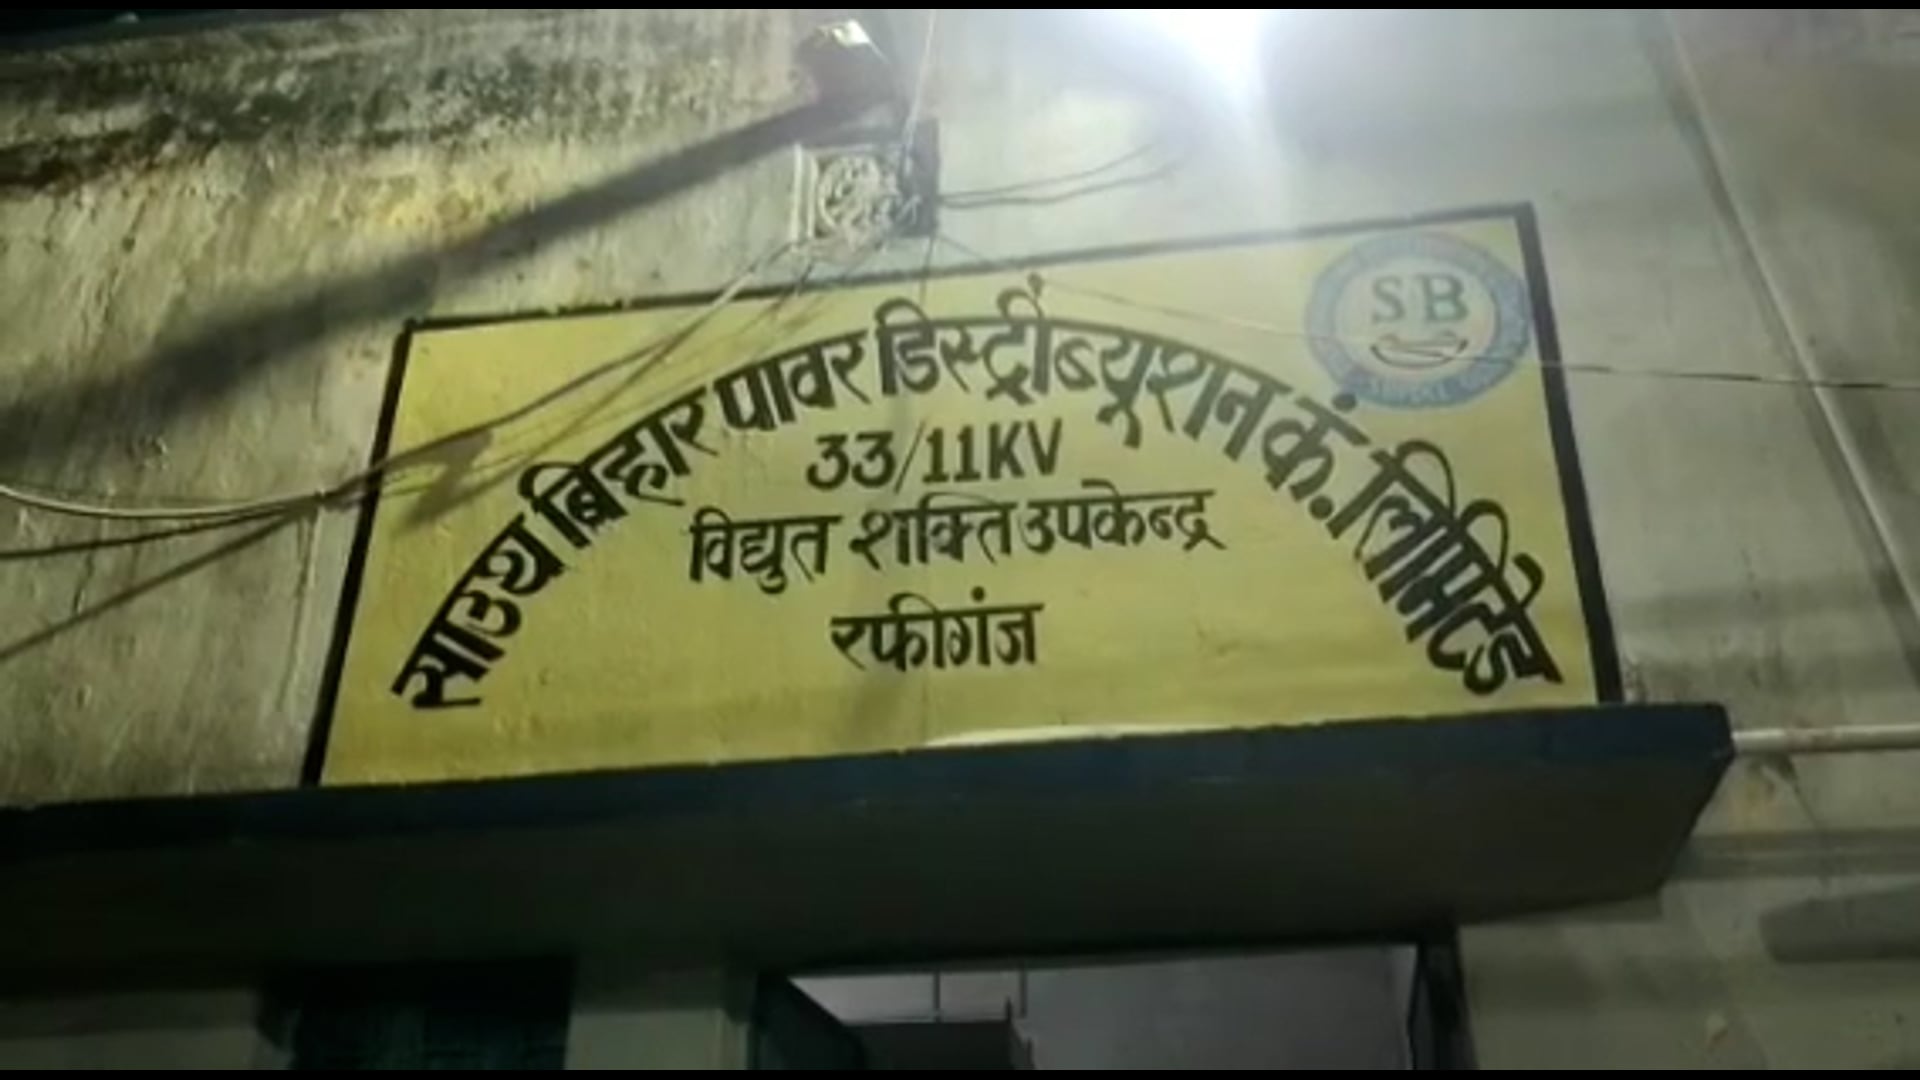 साउथ बिहार पावर डिस्ट्रीब्यूशन कं. लिमिटेड
SB
33/11KV
विद्युत शक्ति उपकेन्द्र
रफीगंज